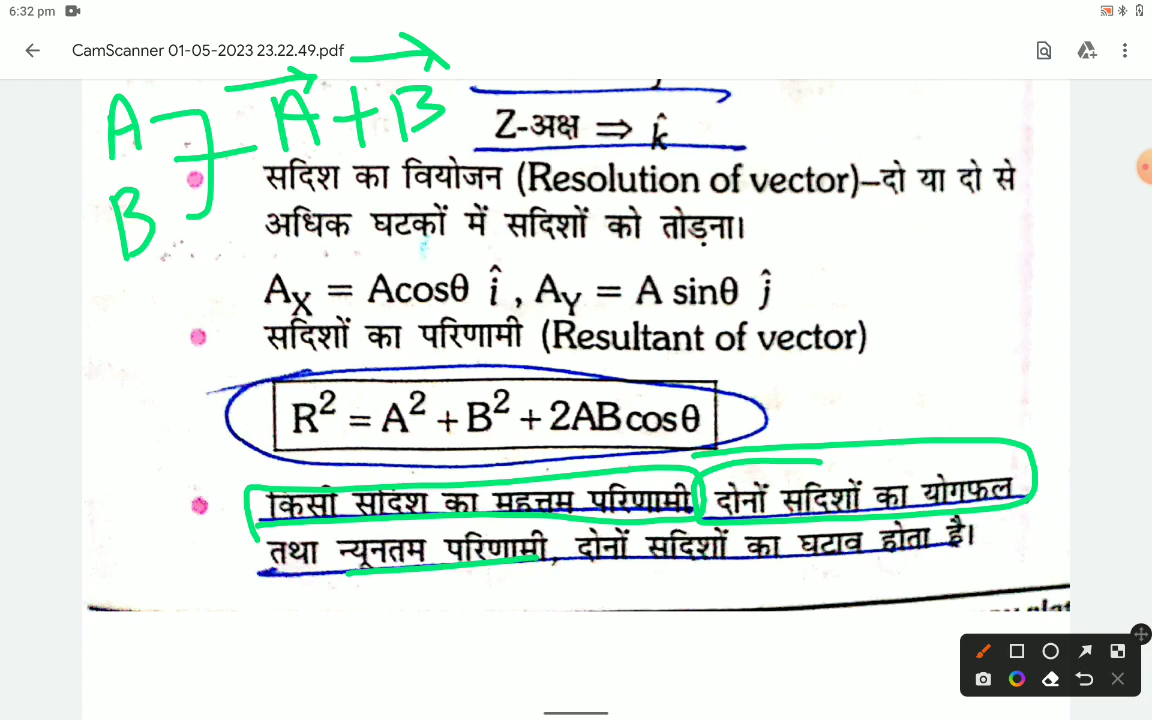 6:32 pm
CamScanner 01-05-2023 23.22.49.pdf
A
B
A + B
Z-अक्ष ⇒ k̂
सदिश का वियोजन (Resolution of vector)–दो या दो से
अधिक घटकों में सदिशों को तोड़ना।
Aₓ = Acosθ î , Aᵧ = A sinθ ĵ
सदिशों का परिणामी (Resultant of vector)
R² = A² + B² + 2AB cosθ
किसी सदिश का महत्तम परिणामी दोनों सदिशों का योगफल
तथा न्यूनतम परिणामी, दोनों सदिशों का घटाव होता है।